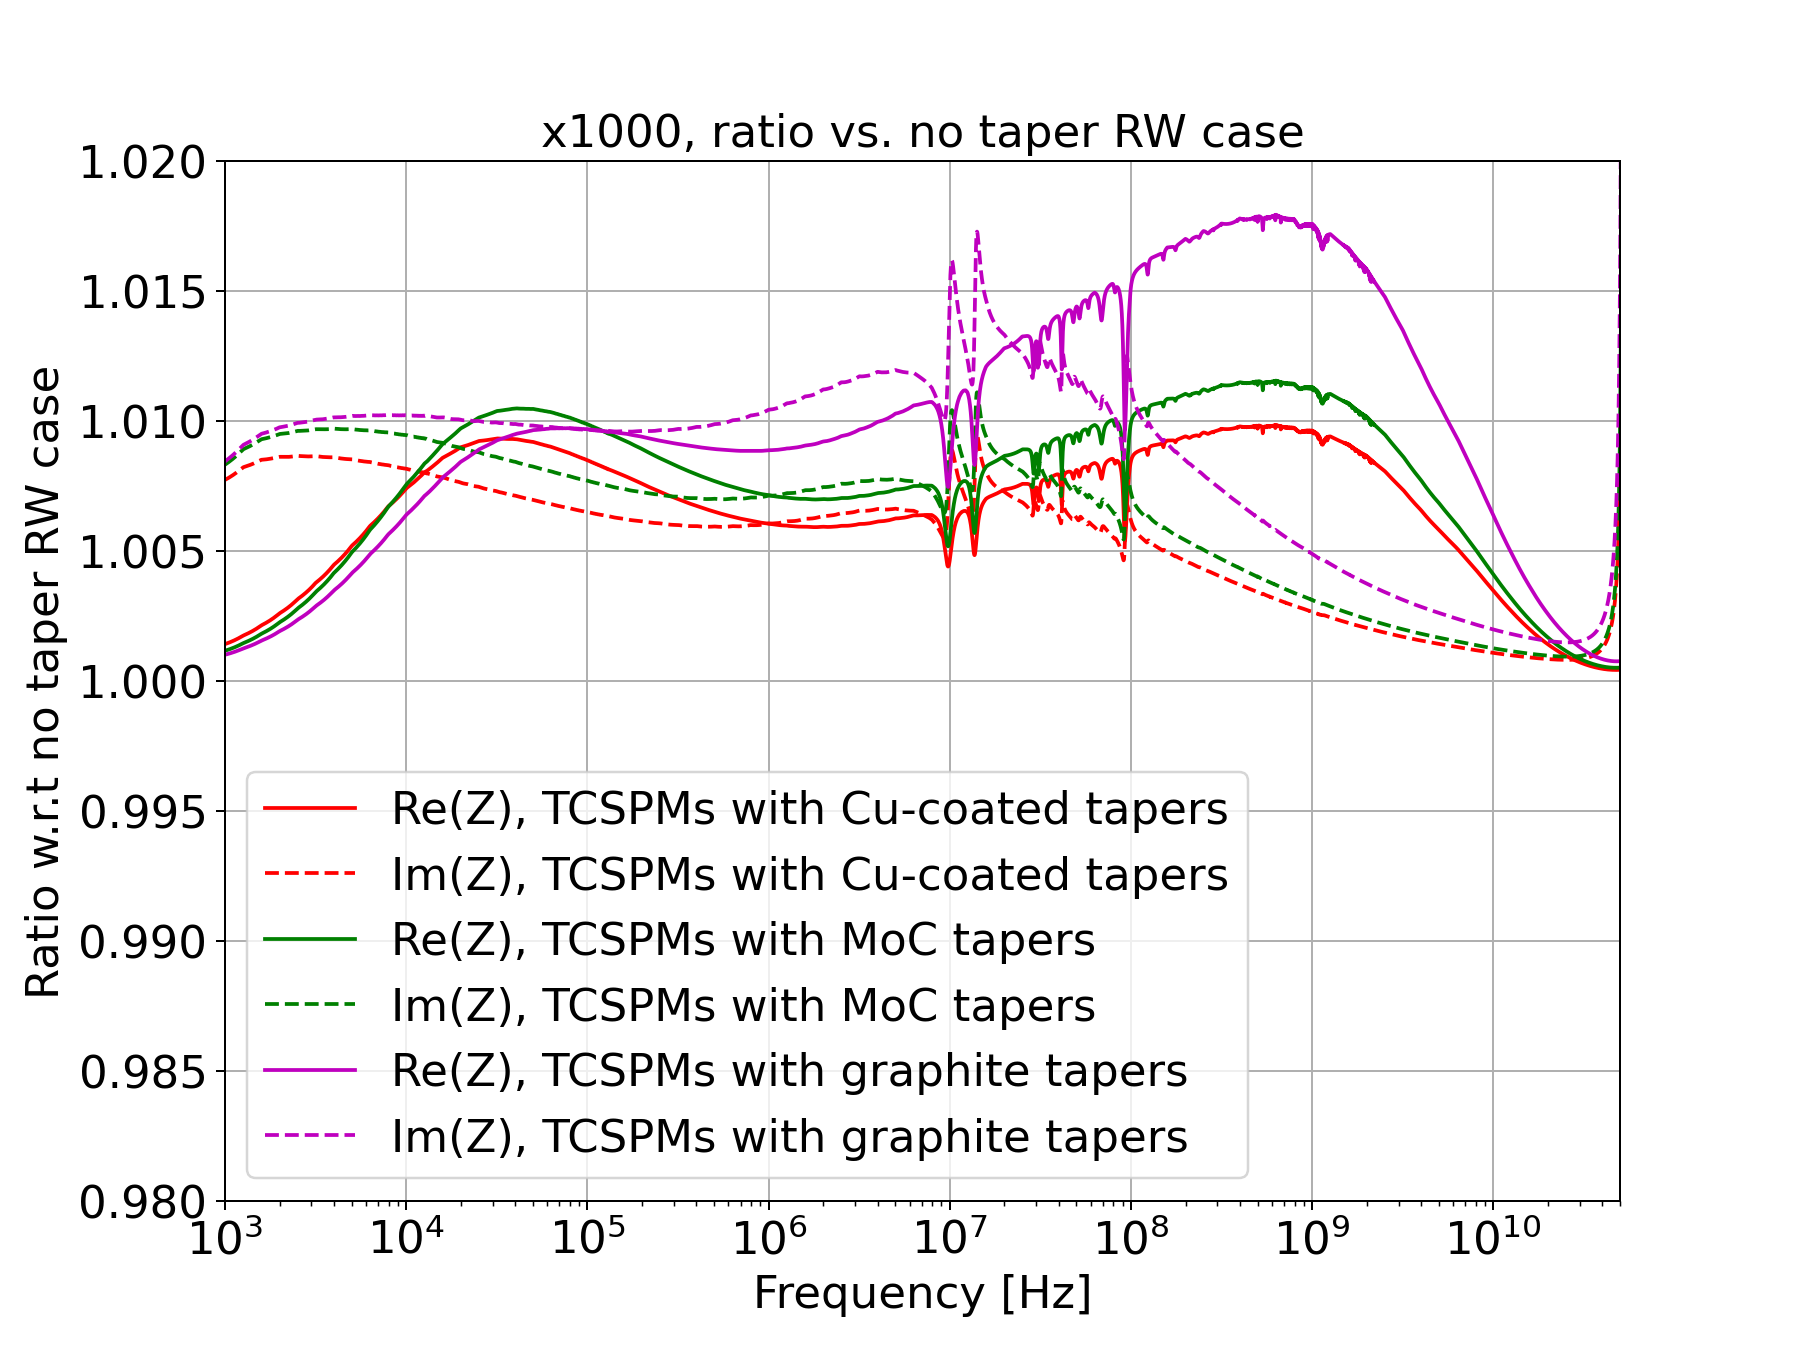 x1000, ratio vs. no taper RW case
1.020
1.015
1.010
1.005
1.000
0.995
0.990
0.985
0.980
Ratio w.r.t no taper RW case
Re(Z), TCSPMs with Cu-coated tapers
Im(Z), TCSPMs with Cu-coated tapers
Re(Z), TCSPMs with MoC tapers
Im(Z), TCSPMs with MoC tapers
Re(Z), TCSPMs with graphite tapers
Im(Z), TCSPMs with graphite tapers
10³ 10⁴ 10⁵ 10⁶ 10⁷ 10⁸ 10⁹ 10¹⁰
Frequency [Hz]